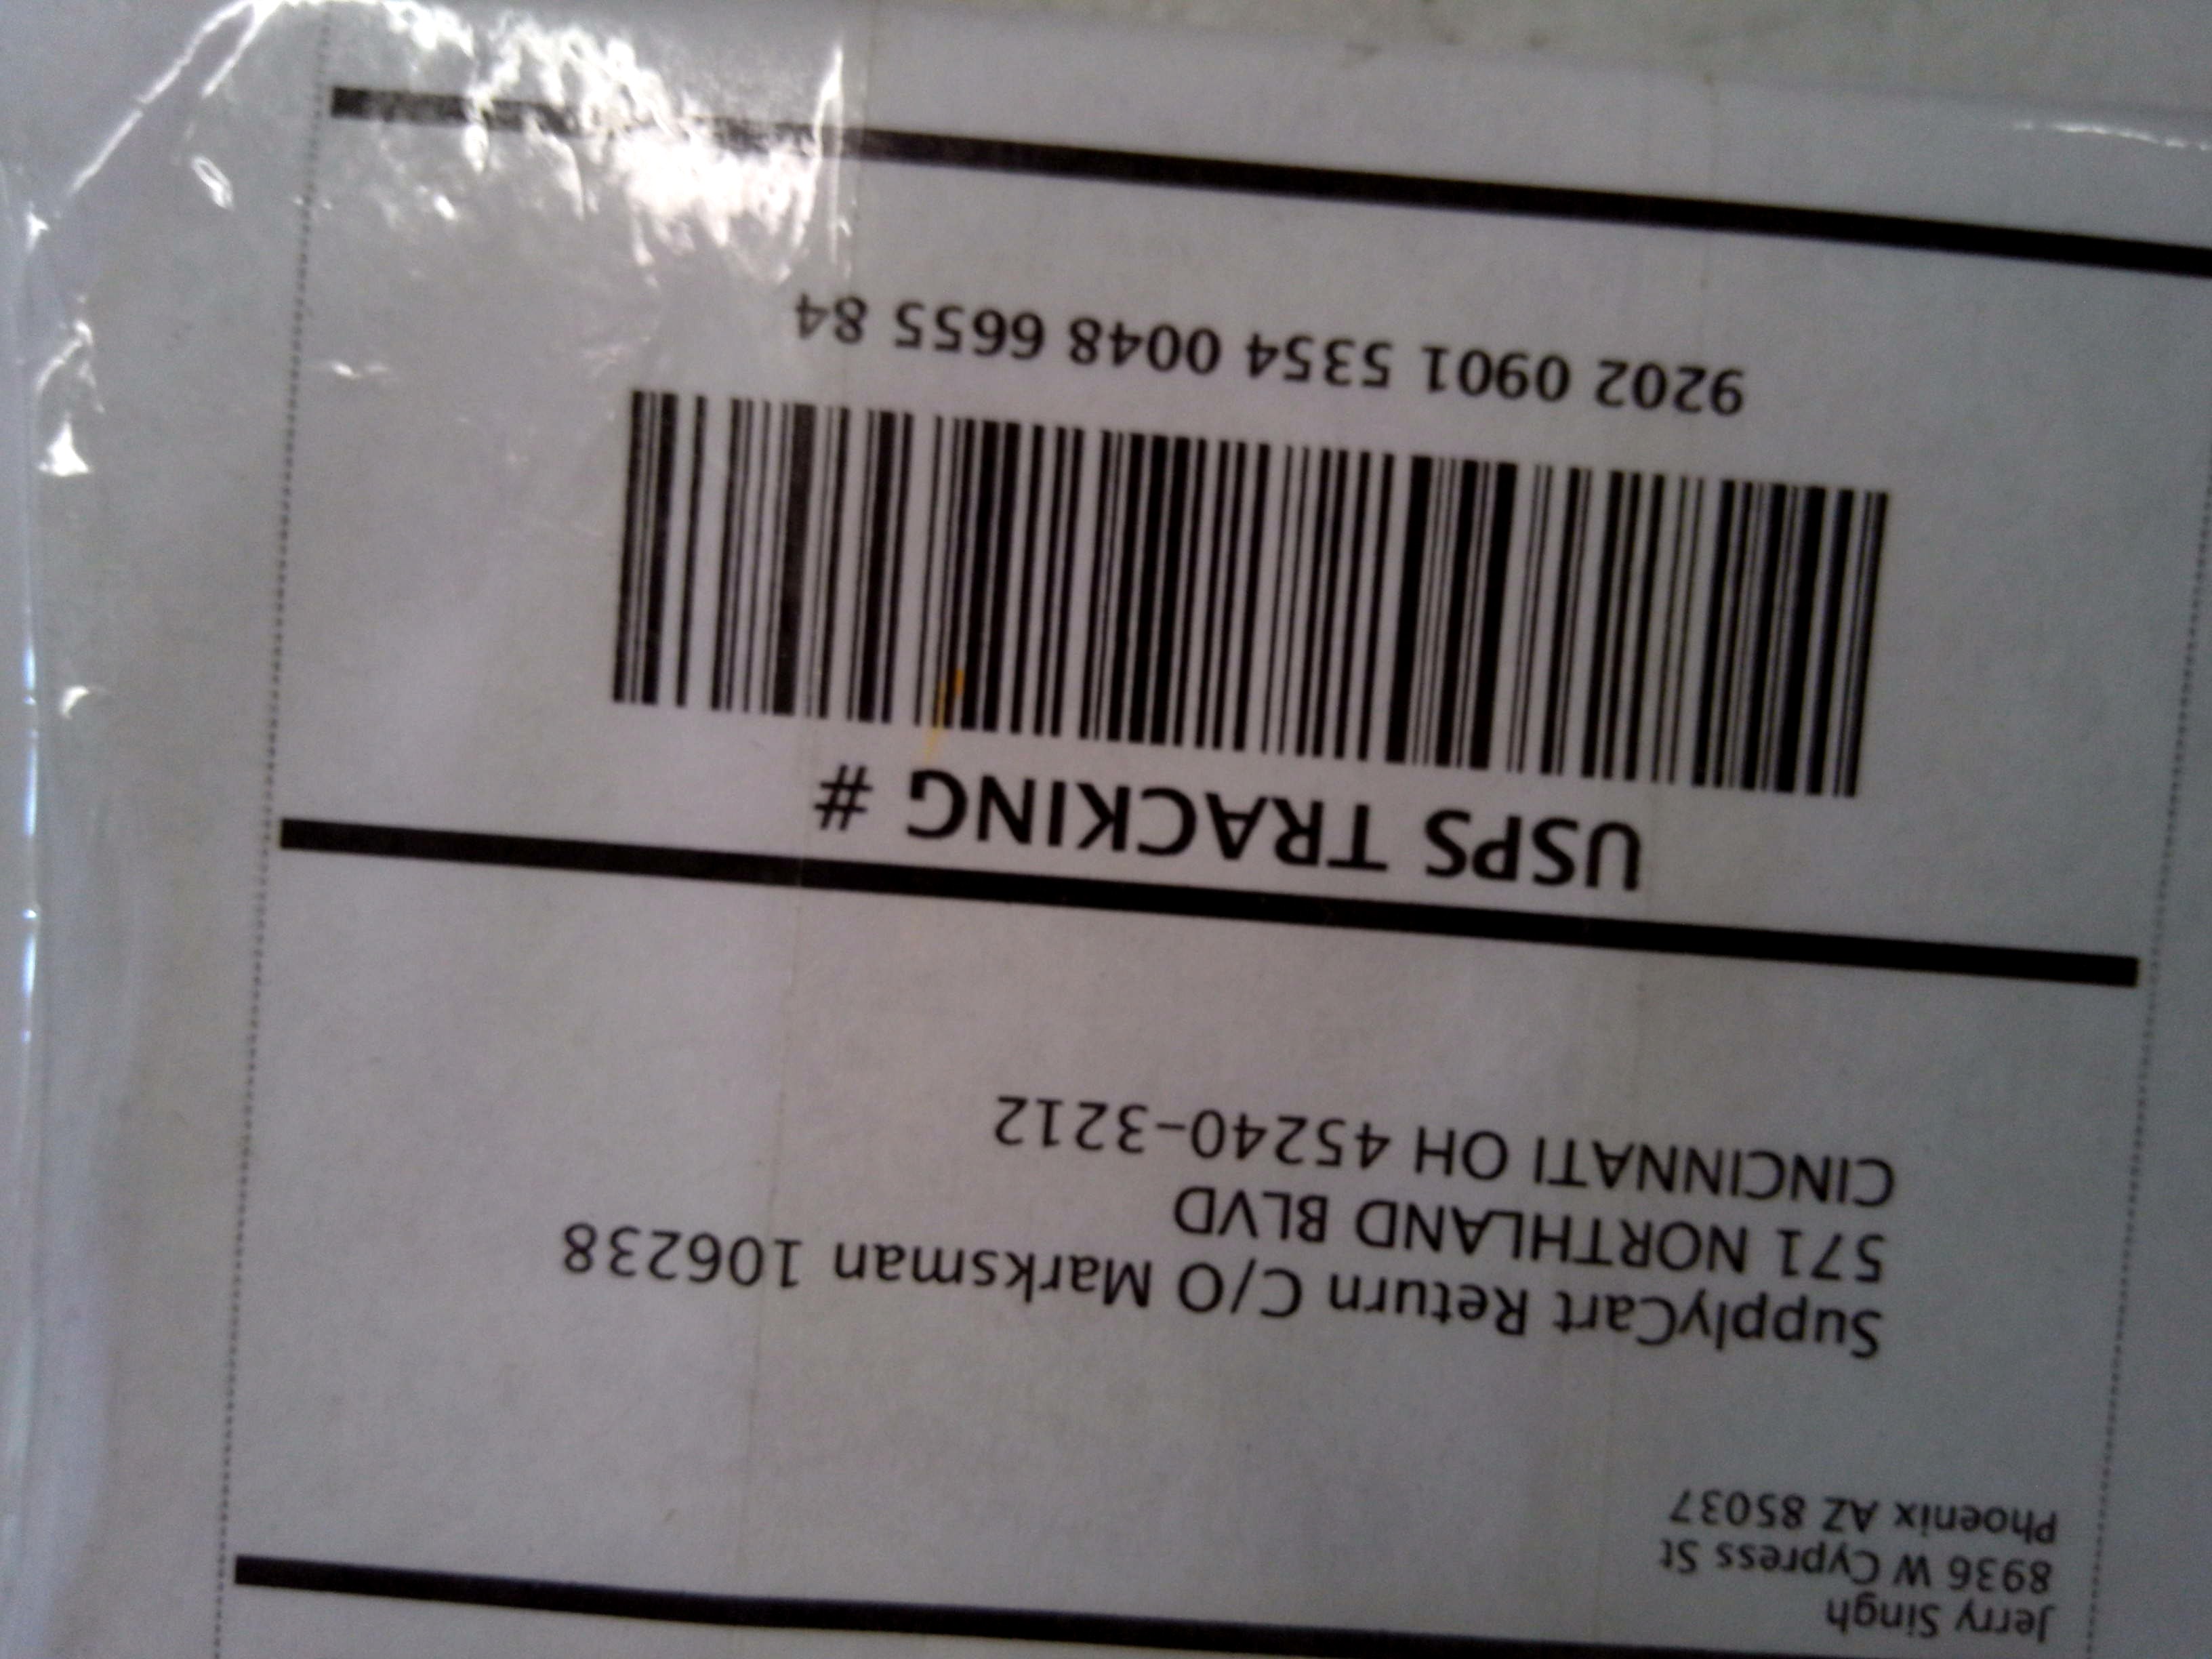 Jerry Singh
8936 W Cypress St
Phoenix AZ 85037
SupplyCart Return C/O Marksman 106238
571 NORTHLAND BLVD
CINCINNATI OH 45240-3212
USPS TRACKING #
9202 0901 5354 0048 6655 84